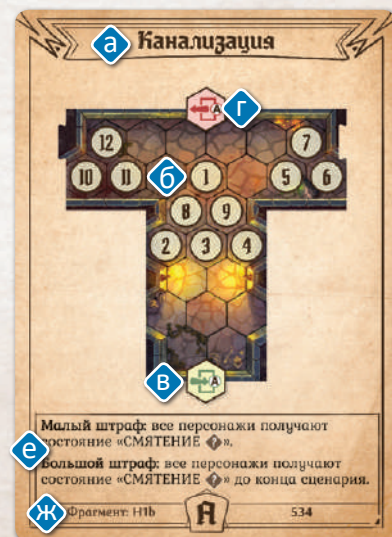 а Канализация
г
А
12 7
10 11 б 1 5 6
8 9
2 3 4
в
А
Малый штраф: все персонажи получают
состояние «СМЯТЕНИЕ ».
е
Большой штраф: все персонажи получают
состояние «СМЯТЕНИЕ » до конца сценария.
ж Фрагмент: H1b А 534